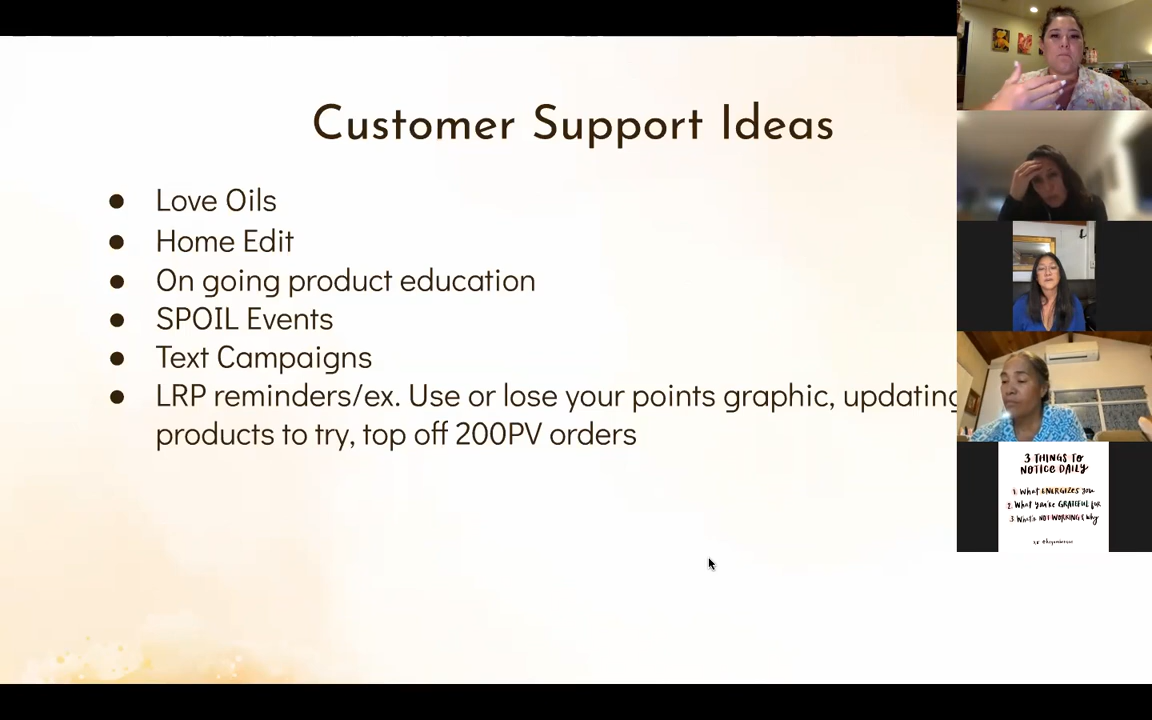 Customer Support Ideas
● Love Oils
● Home Edit
● On going product education
● SPOIL Events
● Text Campaigns
● LRP reminders/ex. Use or lose your points graphic, updating
products to try, top off 200PV orders
3 THINGS TO
NOTICE DAILY
1. What ENERGIZES you
2. What you're GRATEFUL for
3. What's NOT WORKING & why